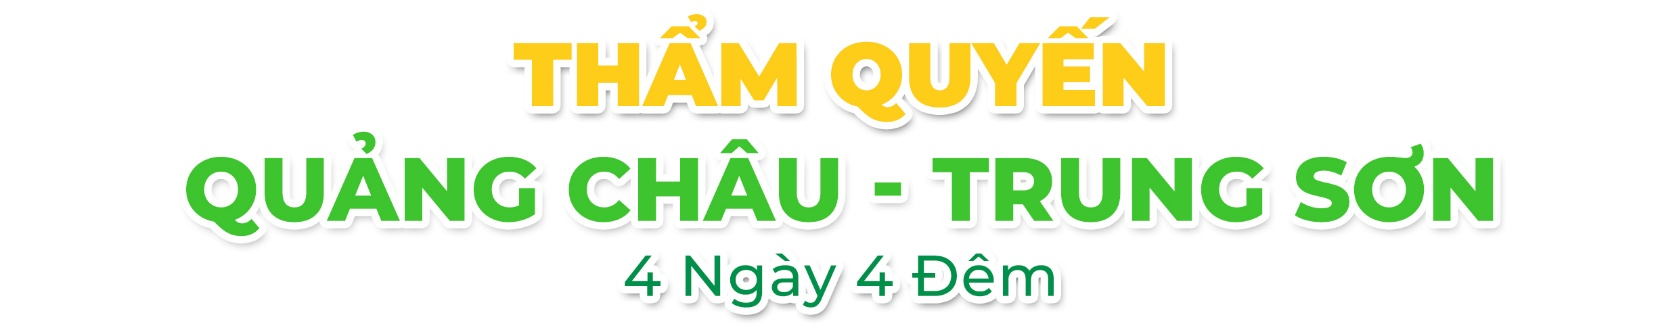 THẨM QUYẾN
QUẢNG CHÂU - TRUNG SƠN
4 Ngày 4 Đêm